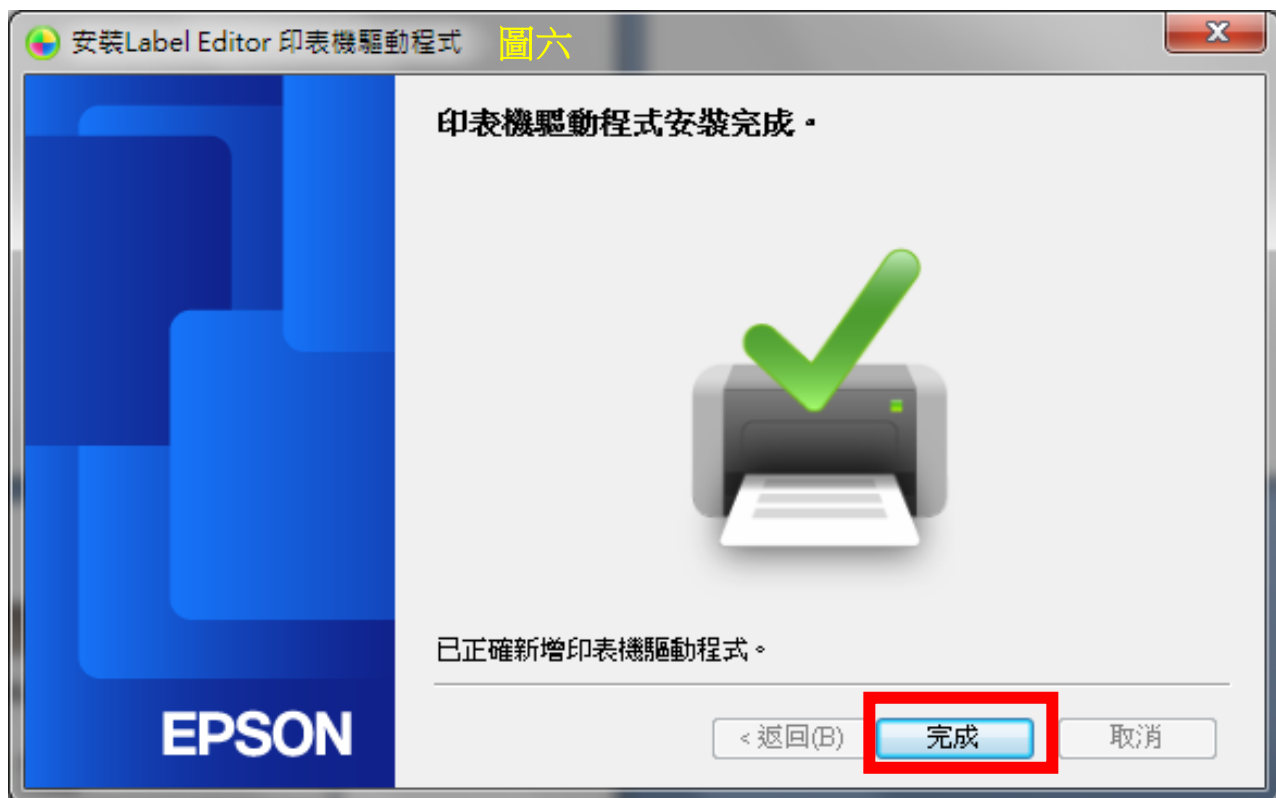 安裝Label Editor 印表機驅動程式 圖六
印表機驅動程式安裝完成。
已正確新增印表機驅動程式。
EPSON
< 返回(B) 完成 取消